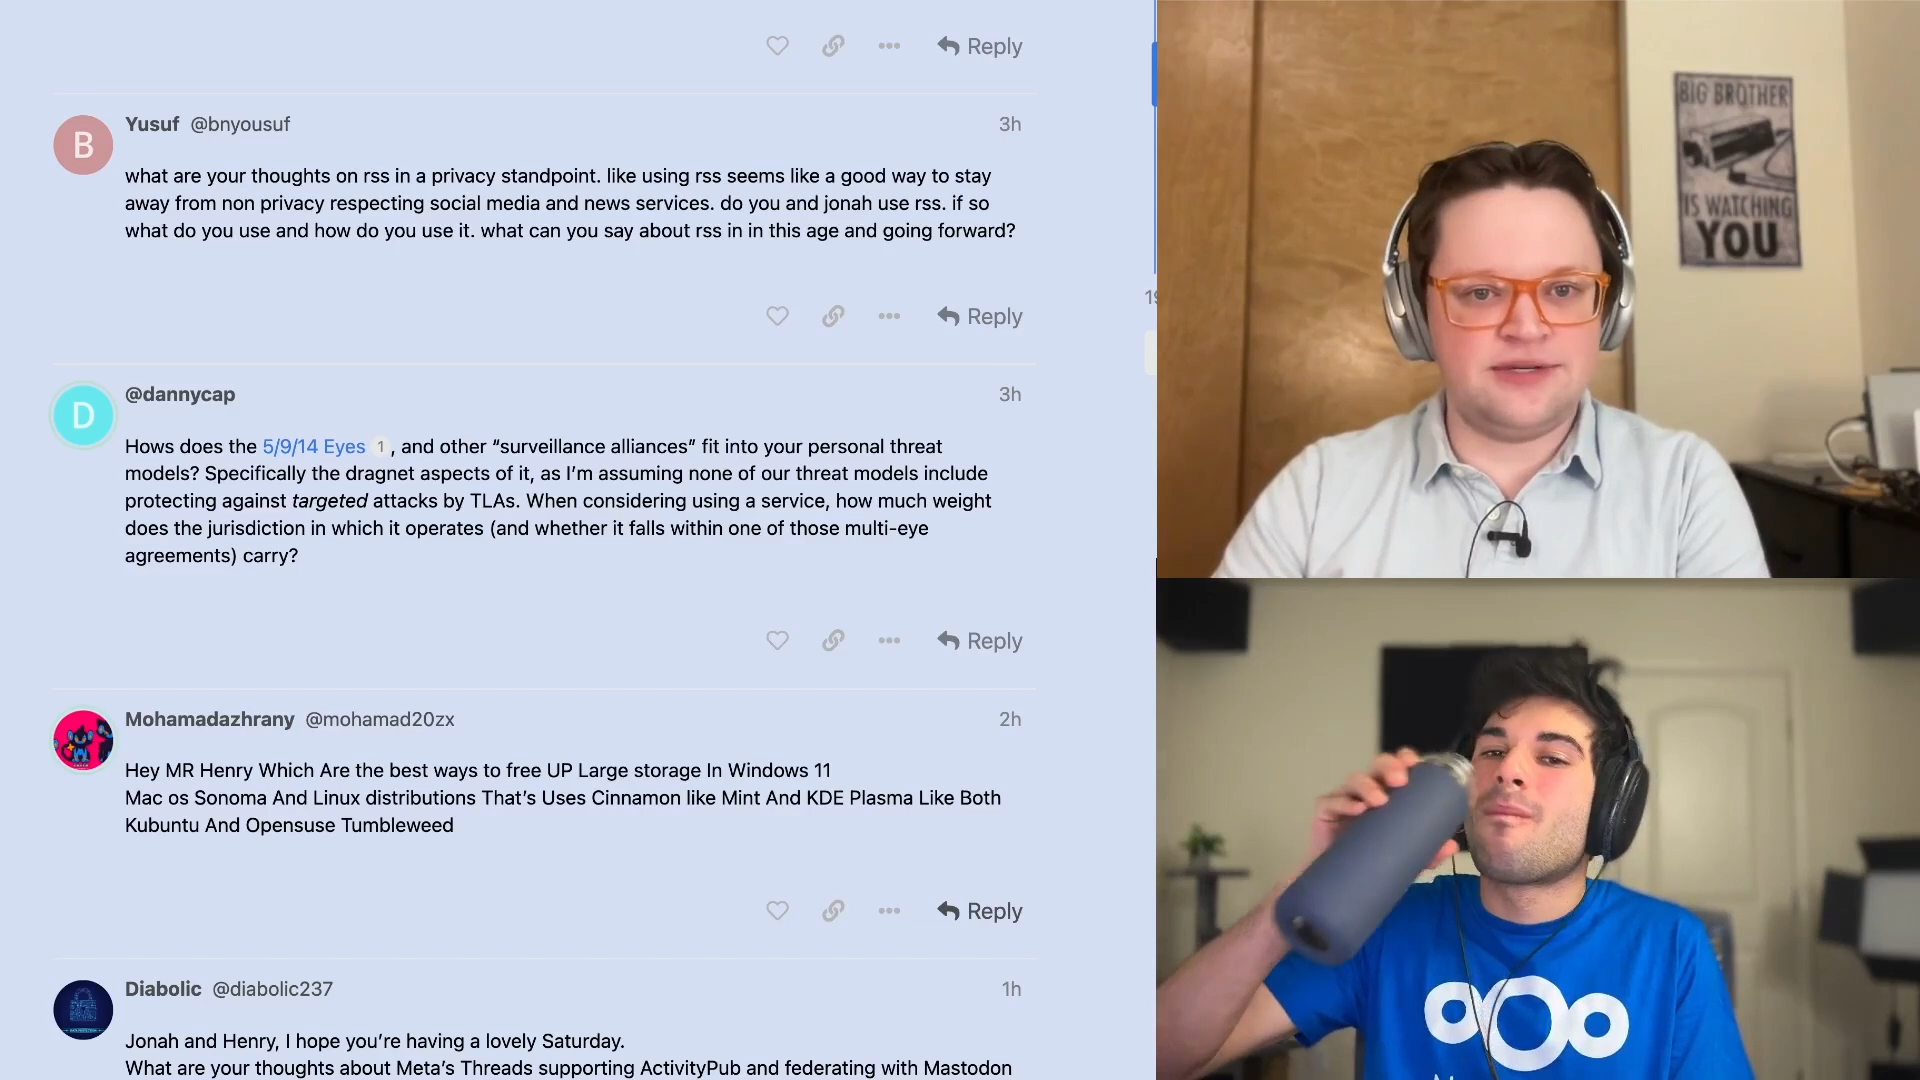 Reply
B
Yusuf @bnyousuf 3h
what are your thoughts on rss in a privacy standpoint. like using rss seems like a good way to stay
away from non privacy respecting social media and news services. do you and jonah use rss. if so
what do you use and how do you use it. what can you say about rss in in this age and going forward?
Reply
D
@dannycap 3h
Hows does the 5/9/14 Eyes 1, and other “surveillance alliances” fit into your personal threat
models? Specifically the dragnet aspects of it, as I’m assuming none of our threat models include
protecting against targeted attacks by TLAs. When considering using a service, how much weight
does the jurisdiction in which it operates (and whether it falls within one of those multi-eye
agreements) carry?
Reply
Mohamadazhrany @mohamad20zx 2h
Hey MR Henry Which Are the best ways to free UP Large storage In Windows 11
Mac os Sonoma And Linux distributions That’s Uses Cinnamon like Mint And KDE Plasma Like Both
Kubuntu And Opensuse Tumbleweed
Reply
Diabolic @diabolic237 1h
Jonah and Henry, I hope you’re having a lovely Saturday.
What are your thoughts about Meta’s Threads supporting ActivityPub and federating with Mastodon
BIG BROTHER
IS WATCHING
YOU